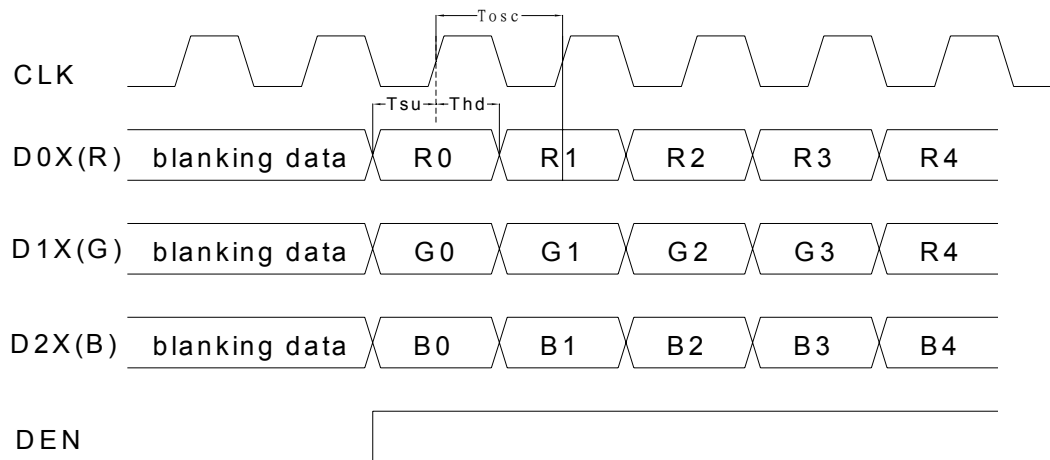 Tosc
CLK
Tsu Thd
D0X(R) blanking data R0 R1 R2 R3 R4
D1X(G) blanking data G0 G1 G2 G3 R4
D2X(B) blanking data B0 B1 B2 B3 B4
DEN